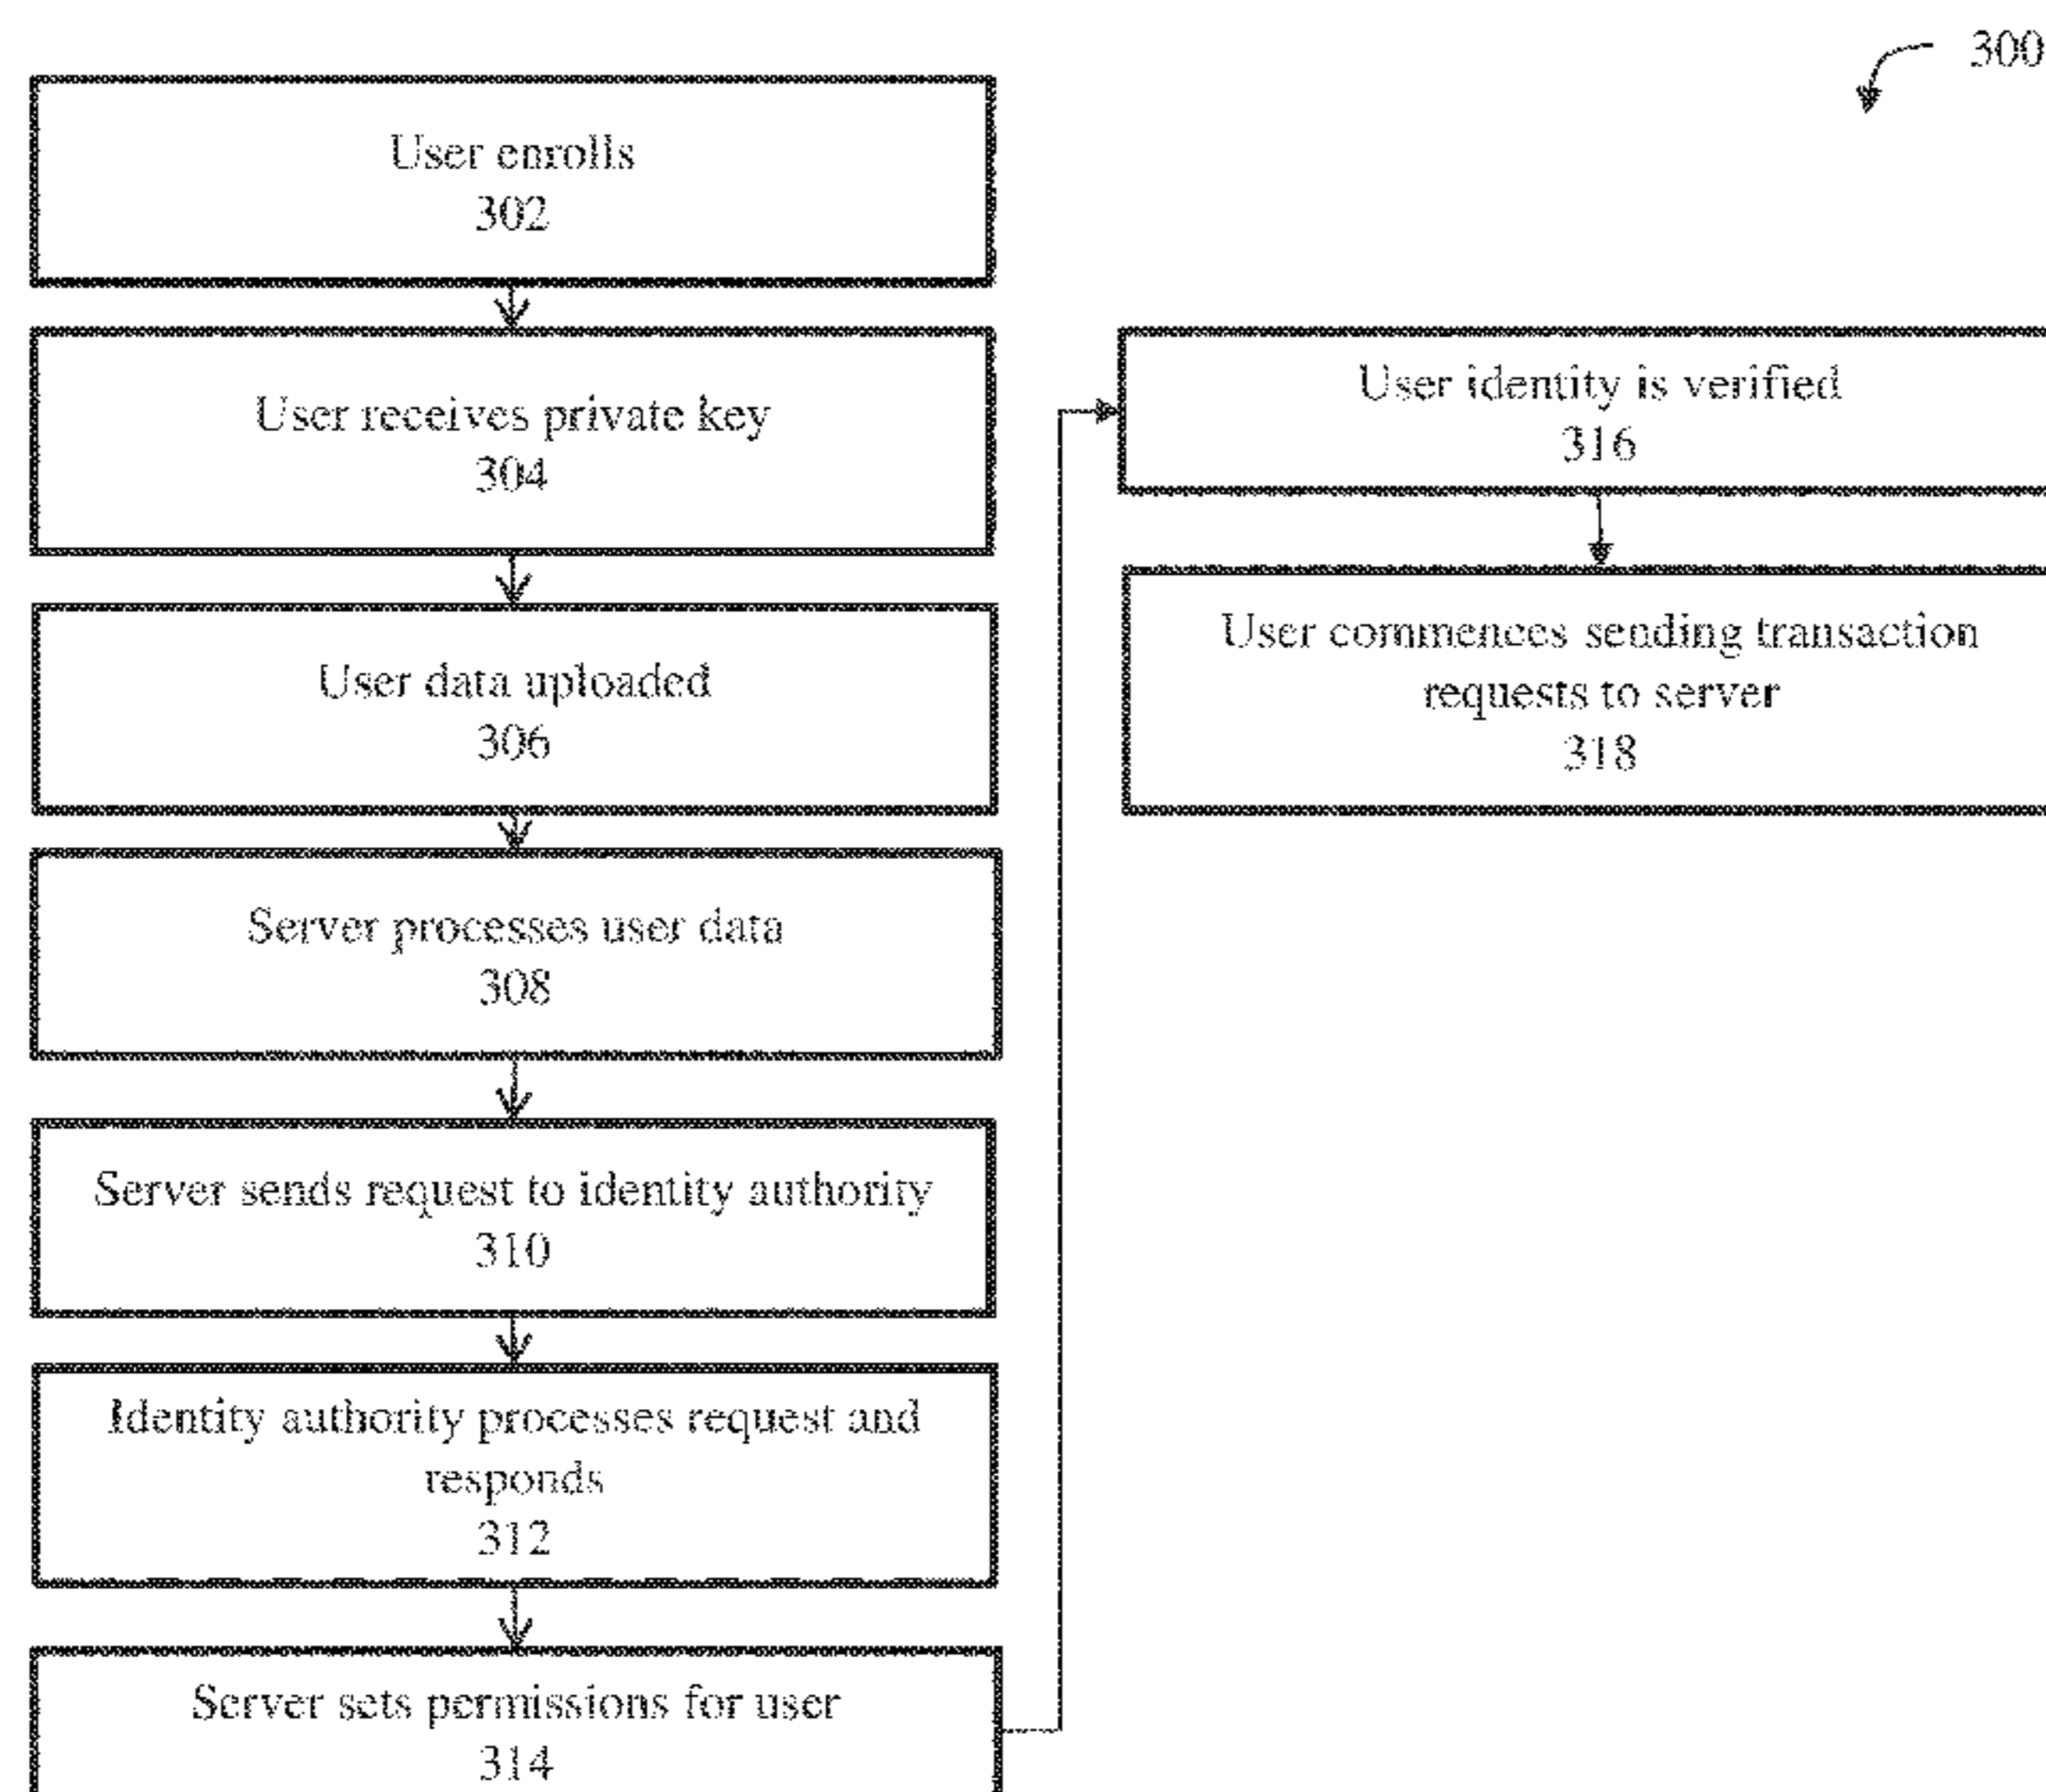 300
User enrolls
302
User receives private key
304
User data uploaded
306
Server processes user data
308
Server sends request to identity authority
310
Identity authority processes request and
responds
312
Server sets permissions for user
314
User identity is verified
316
User commences sending transaction
requests to server
318